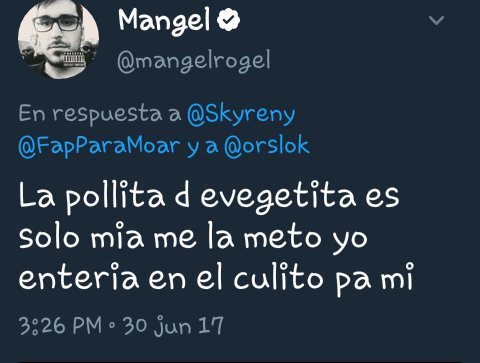 Mangel
@mangelrogel
En respuesta a @Skyreny
@FapParaMoar y a @orslok
La pollita d evegetita es
solo mia me la meto yo
enteria en el culito pa mi
3:26 PM • 30 jun 17